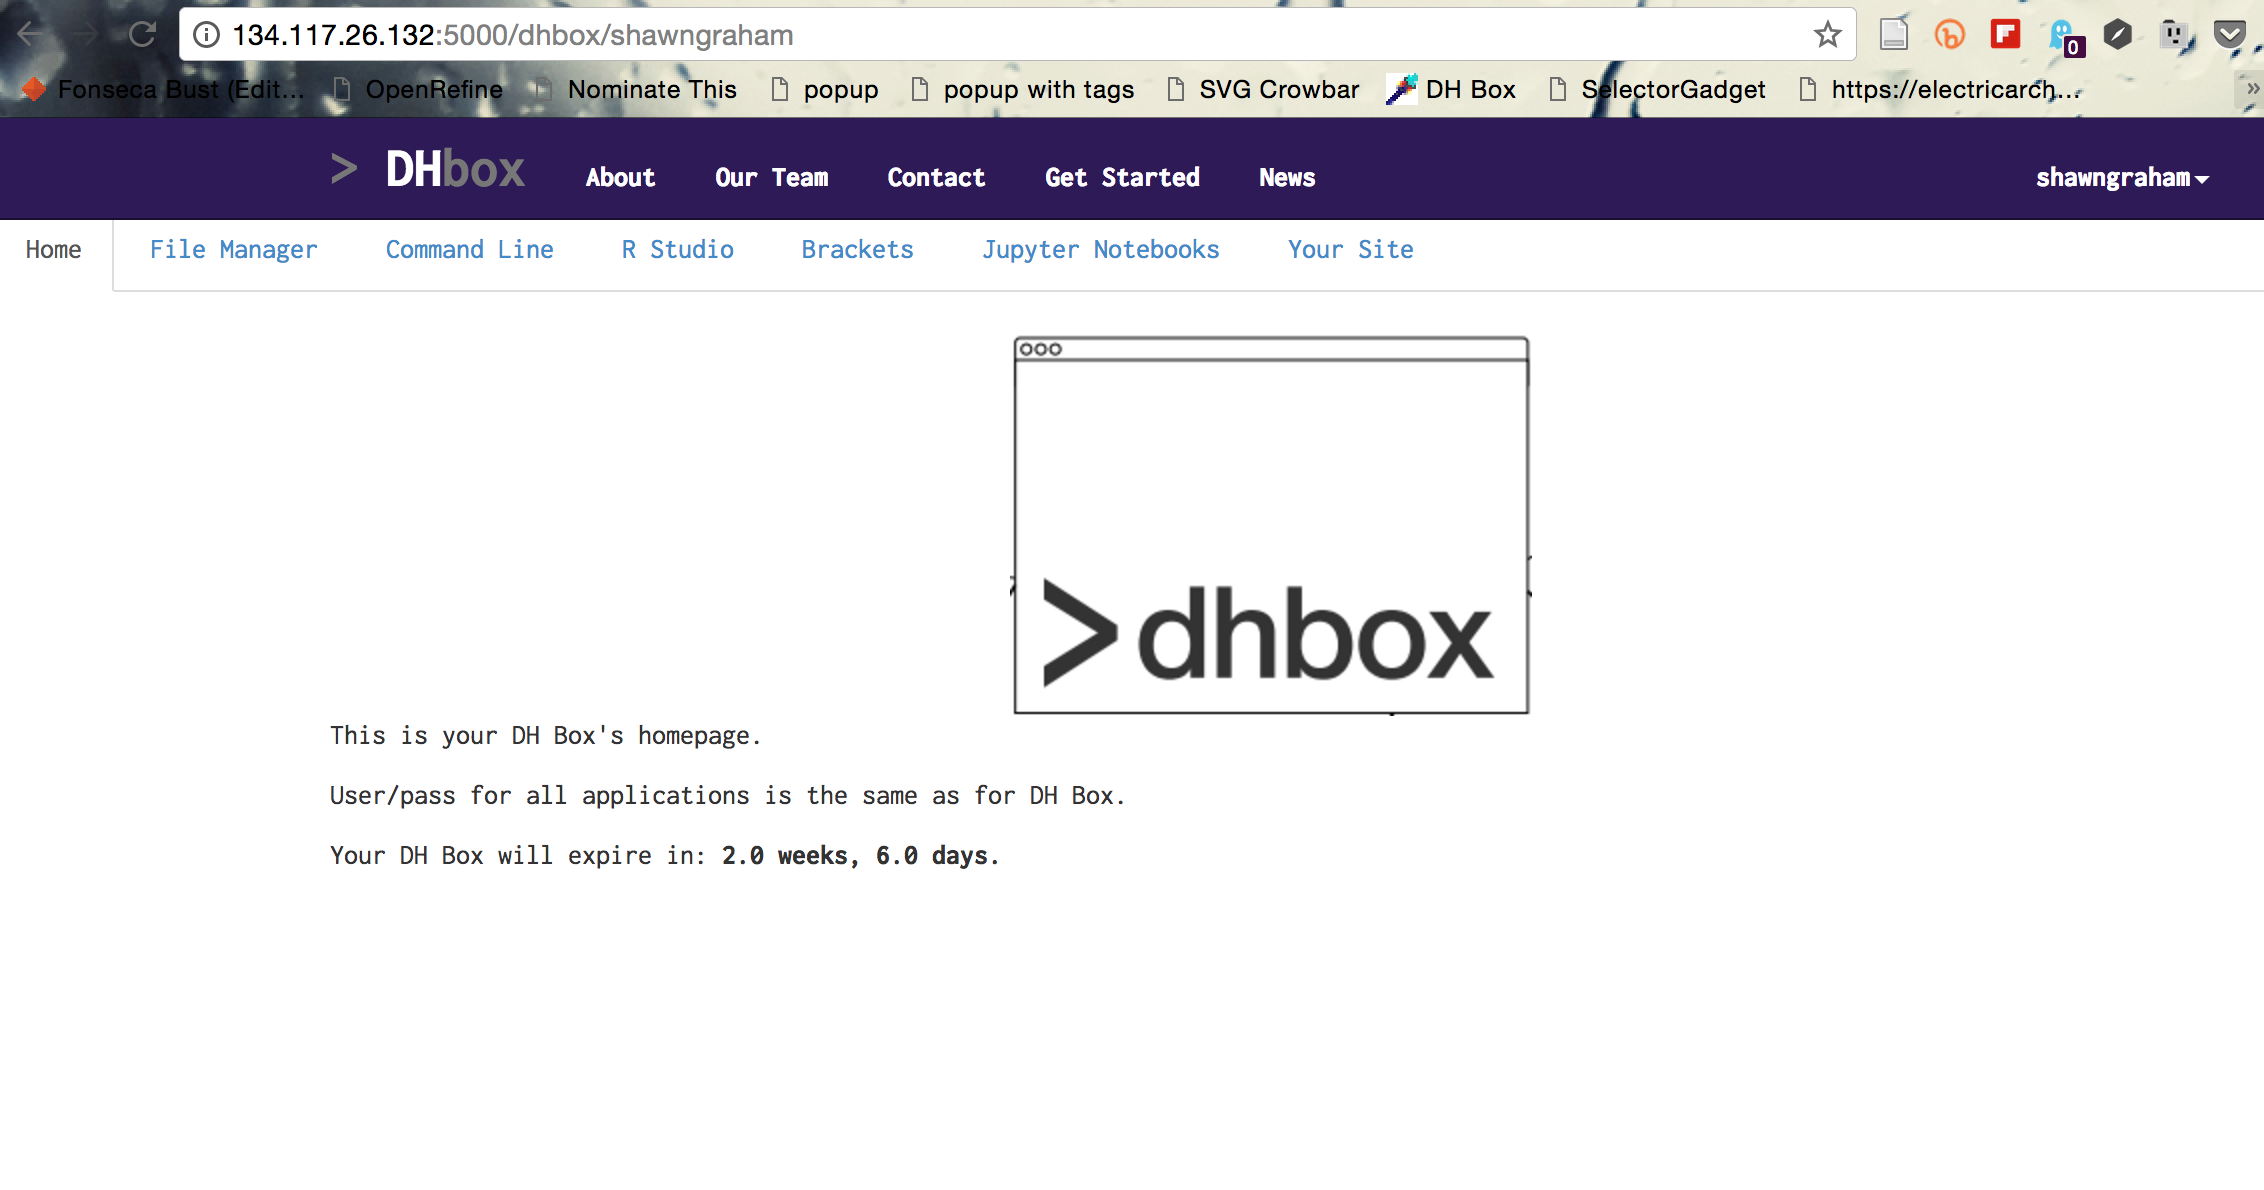 134.117.26.132:5000/dhbox/shawngraham
0
Fonseca Bust (Edit... OpenRefine Nominate This popup popup with tags SVG Crowbar DH Box SelectorGadget https://electricarch... »
> DHbox About Our Team Contact Get Started News shawngraham
Home File Manager Command Line R Studio Brackets Jupyter Notebooks Your Site
>dhbox
This is your DH Box's homepage.
User/pass for all applications is the same as for DH Box.
Your DH Box will expire in: 2.0 weeks, 6.0 days.